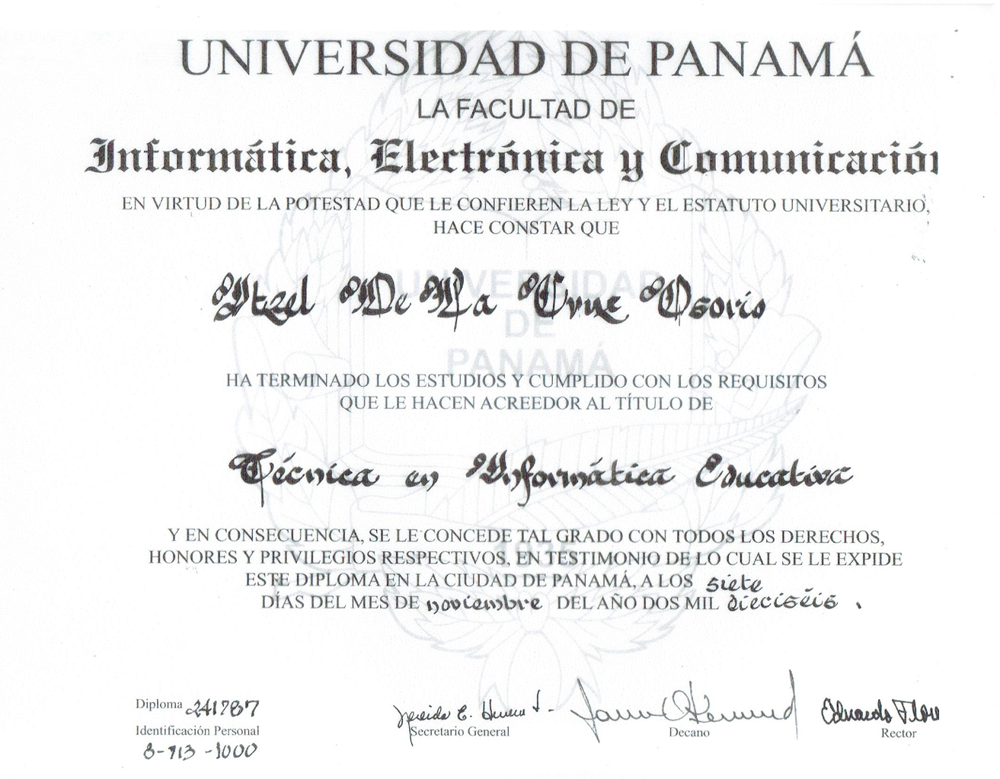 UNIVERSIDAD DE PANAMÁ
LA FACULTAD DE
Informática, Electrónica y Comunicación
EN VIRTUD DE LA POTESTAD QUE LE CONFIEREN LA LEY Y EL ESTATUTO UNIVERSITARIO,
HACE CONSTAR QUE
Itzel De La Cruz Osorio
UNIVERSIDAD
DE
PANAMÁ
HA TERMINADO LOS ESTUDIOS Y CUMPLIDO CON LOS REQUISITOS
QUE LE HACEN ACREEDOR AL TÍTULO DE
Técnica en Informática Educativa
1935
Y EN CONSECUENCIA, SE LE CONCEDE TAL GRADO CON TODOS LOS DERECHOS,
HONORES Y PRIVILEGIOS RESPECTIVOS, EN TESTIMONIO DE LO CUAL SE LE EXPIDE
ESTE DIPLOMA EN LA CIUDAD DE PANAMÁ, A LOS siete
DÍAS DEL MES DE noviembre DEL AÑO DOS MIL dieciséis.
Diploma 241787
Identificación Personal
8-713-1000
Secretario General
Decano
Eduardo Flor
Rector